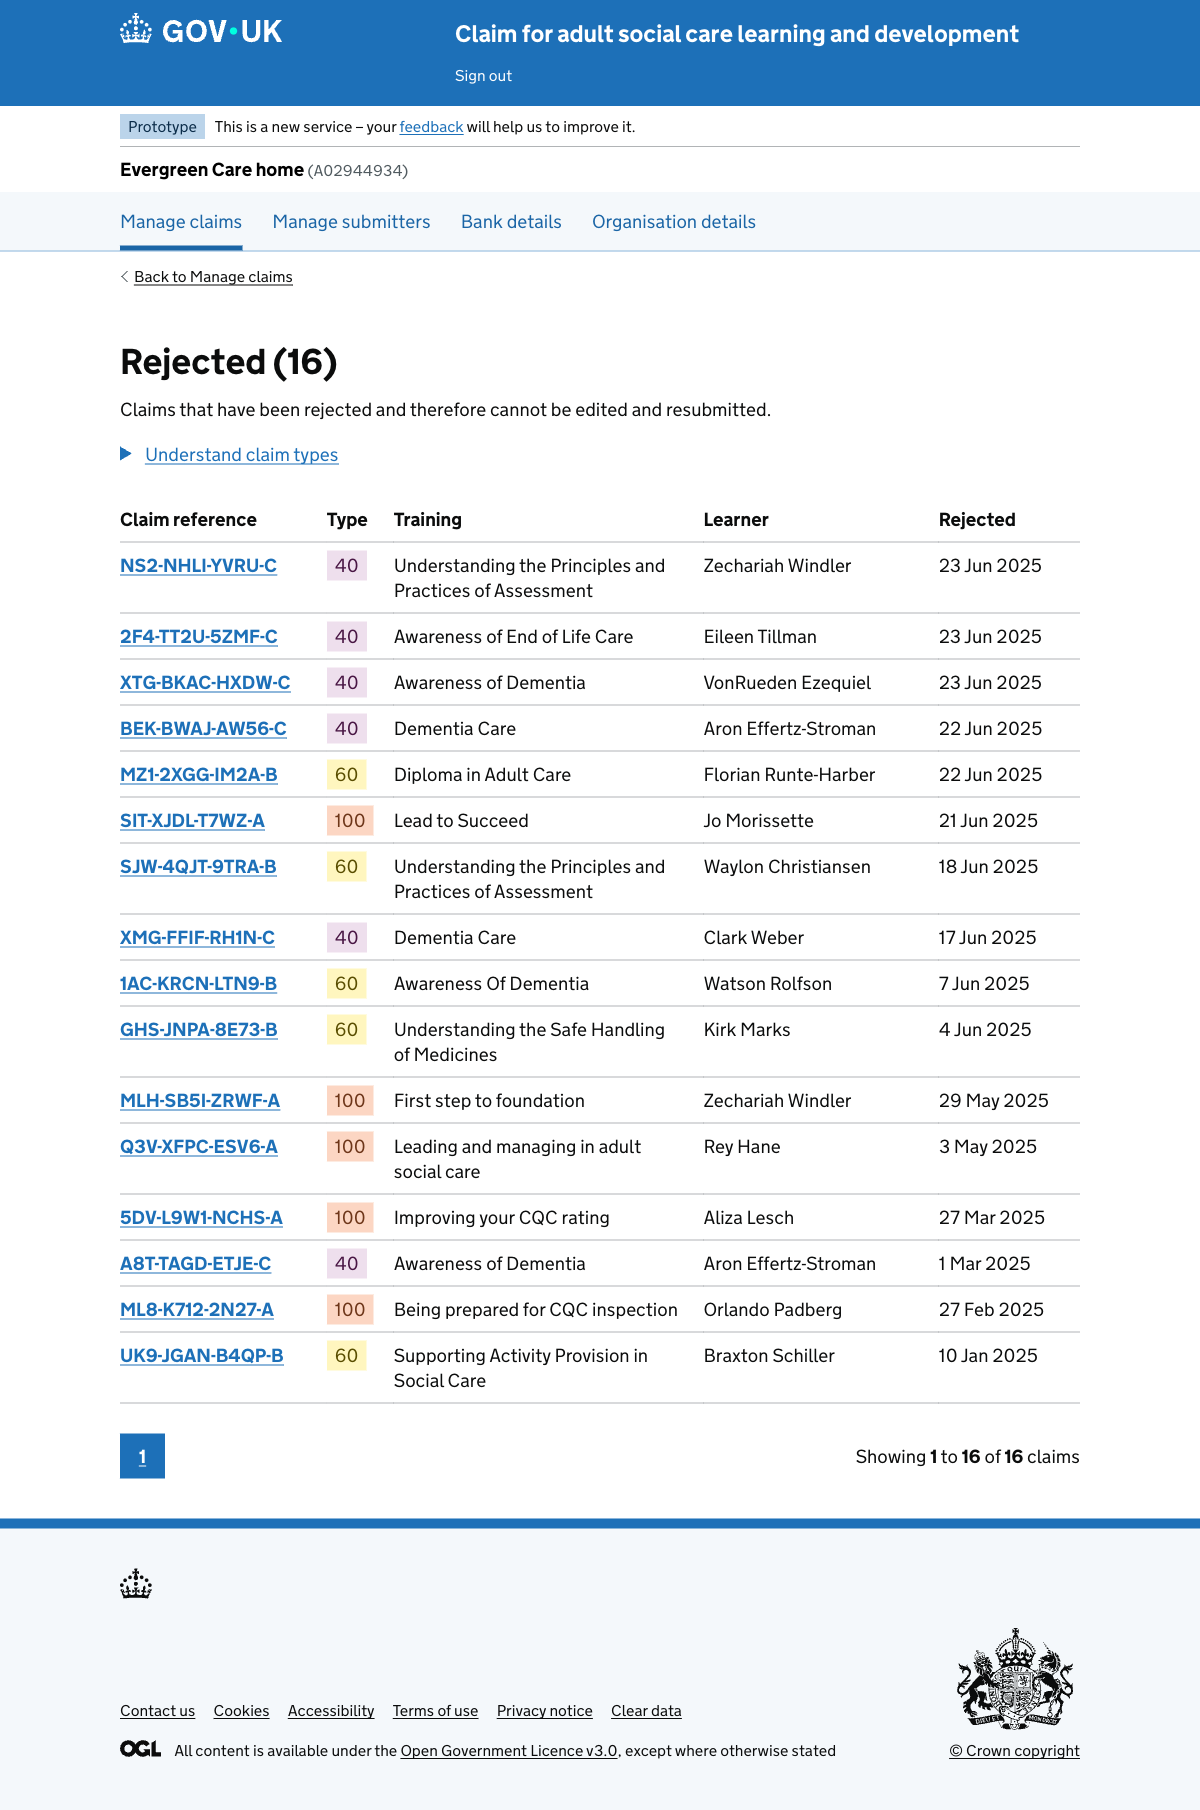 GOV·UK
Claim for adult social care learning and development
Sign out
Prototype This is a new service – your feedback will help us to improve it.
Evergreen Care home (A02944934)
Manage claims Manage submitters Bank details Organisation details
Back to Manage claims
Rejected (16)
Claims that have been rejected and therefore cannot be edited and resubmitted.
Understand claim types
Claim reference Type Training Learner Rejected
NS2-NHLI-YVRU-C 40 Understanding the Principles and Zechariah Windler 23 Jun 2025
Practices of Assessment
2F4-TT2U-5ZMF-C 40 Awareness of End of Life Care Eileen Tillman 23 Jun 2025
XTG-BKAC-HXDW-C 40 Awareness of Dementia VonRueden Ezequiel 23 Jun 2025
BEK-BWAJ-AW56-C 40 Dementia Care Aron Effertz-Stroman 22 Jun 2025
MZ1-2XGG-IM2A-B 60 Diploma in Adult Care Florian Runte-Harber 22 Jun 2025
SIT-XJDL-T7WZ-A 100 Lead to Succeed Jo Morissette 21 Jun 2025
SJW-4QJT-9TRA-B 60 Understanding the Principles and Waylon Christiansen 18 Jun 2025
Practices of Assessment
XMG-FFIF-RH1N-C 40 Dementia Care Clark Weber 17 Jun 2025
1AC-KRCN-LTN9-B 60 Awareness Of Dementia Watson Rolfson 7 Jun 2025
GHS-JNPA-8E73-B 60 Understanding the Safe Handling Kirk Marks 4 Jun 2025
of Medicines
MLH-SB5I-ZRWF-A 100 First step to foundation Zechariah Windler 29 May 2025
Q3V-XFPC-ESV6-A 100 Leading and managing in adult Rey Hane 3 May 2025
social care
5DV-L9W1-NCHS-A 100 Improving your CQC rating Aliza Lesch 27 Mar 2025
A8T-TAGD-ETJE-C 40 Awareness of Dementia Aron Effertz-Stroman 1 Mar 2025
ML8-K712-2N27-A 100 Being prepared for CQC inspection Orlando Padberg 27 Feb 2025
UK9-JGAN-B4QP-B 60 Supporting Activity Provision in Braxton Schiller 10 Jan 2025
Social Care
1 Showing 1 to 16 of 16 claims
Contact us Cookies Accessibility Terms of use Privacy notice Clear data
OGL All content is available under the Open Government Licence v3.0, except where otherwise stated © Crown copyright